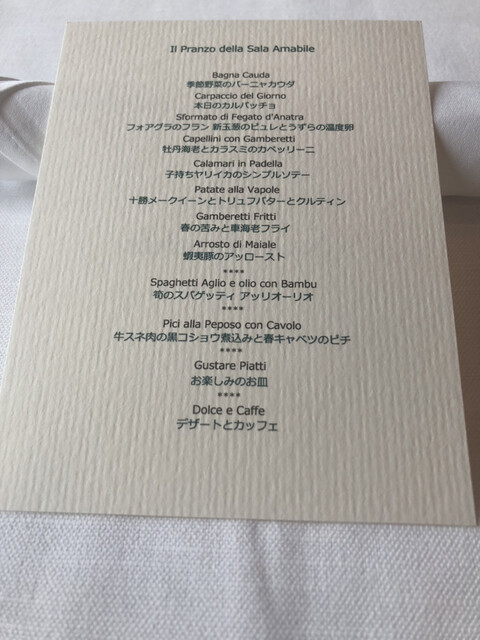 Il Pranzo della Sala Amabile
Bagna Cauda
季節野菜のバーニャカウダ
Carpaccio del Giorno
本日のカルパッチョ
Sformato di Fegato d'Anatra
フォアグラのフラン 新玉葱のピュレとうずらの温度卵
Capellini con Gamberetti
牡丹海老とカラスミのカペッリーニ
Calamari in Padella
子持ちヤリイカのシンプルソテー
Patate alla Vapole
十勝メークイーンとトリュフバターとクルティン
Gamberetti Fritti
春の苦みと車海老フライ
Arrosto di Maiale
蝦夷豚のアッロースト
****
Spaghetti Aglio e olio con Bambu
筍のスパゲッティ アッリオーリオ
****
Pici alla Peposo con Cavolo
牛スネ肉の黒コショウ煮込みと春キャベツのピチ
****
Gustare Piatti
お楽しみのお皿
****
Dolce e Caffe
デザートとカッフェ